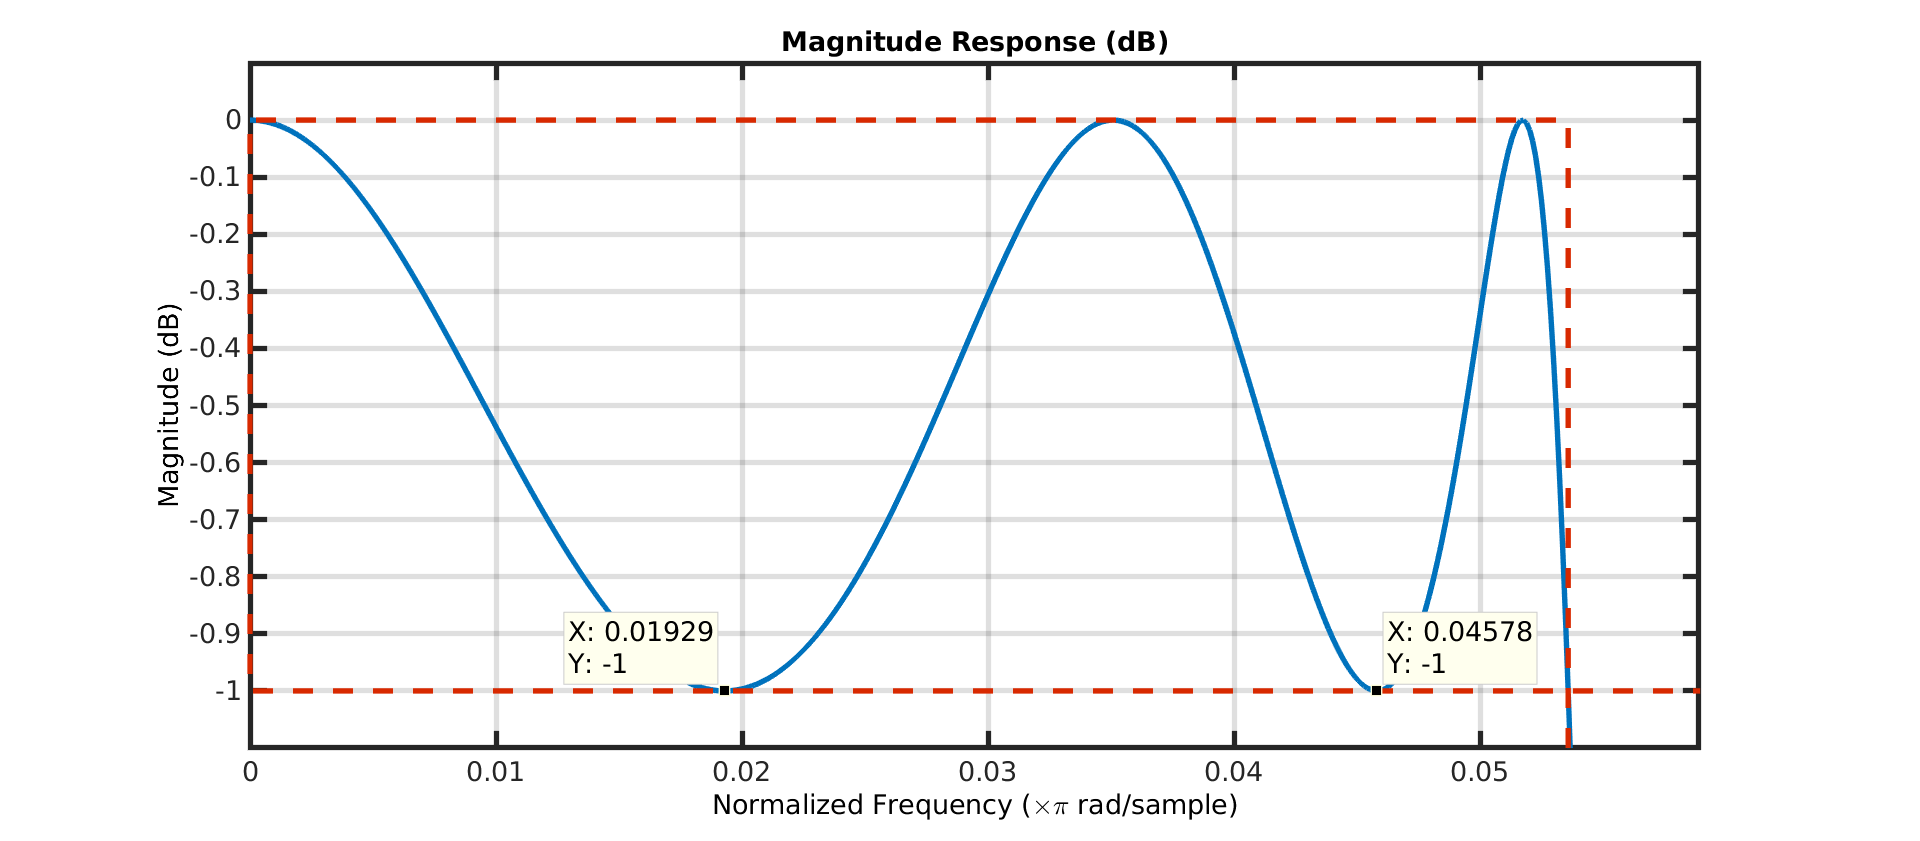 Magnitude Response (dB)
Magnitude (dB)
0
-0.1
-0.2
-0.3
-0.4
-0.5
-0.6
-0.7
-0.8
-0.9
-1
X: 0.01929
Y: -1
X: 0.04578
Y: -1
0 0.01 0.02 0.03 0.04 0.05
Normalized Frequency (×π rad/sample)